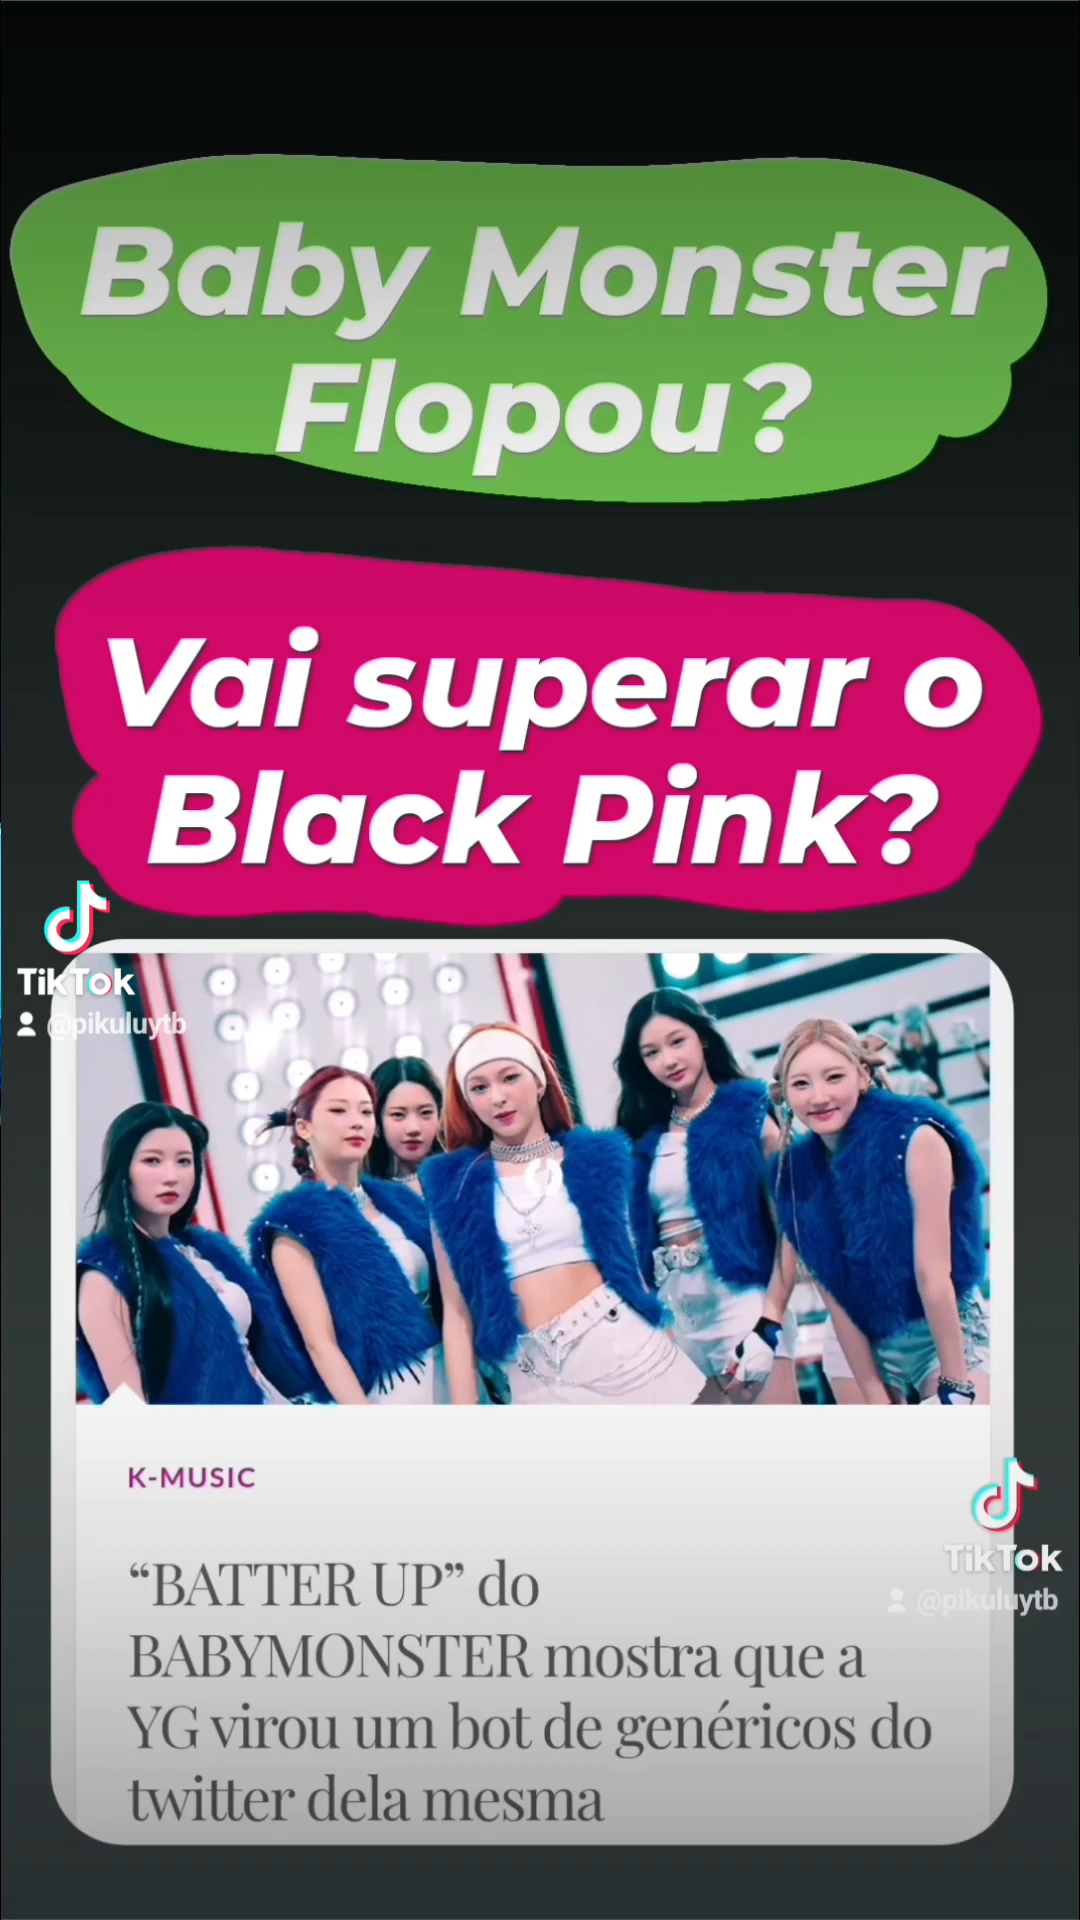 Baby Monster
Flopou?
Vai superar o
Black Pink?
TikTok
@pikuluytb
K-MUSIC
“BATTER UP” do
BABYMONSTER mostra que a
YG virou um bot de genéricos do
twitter dela mesma
TikTok
@pikuluytb